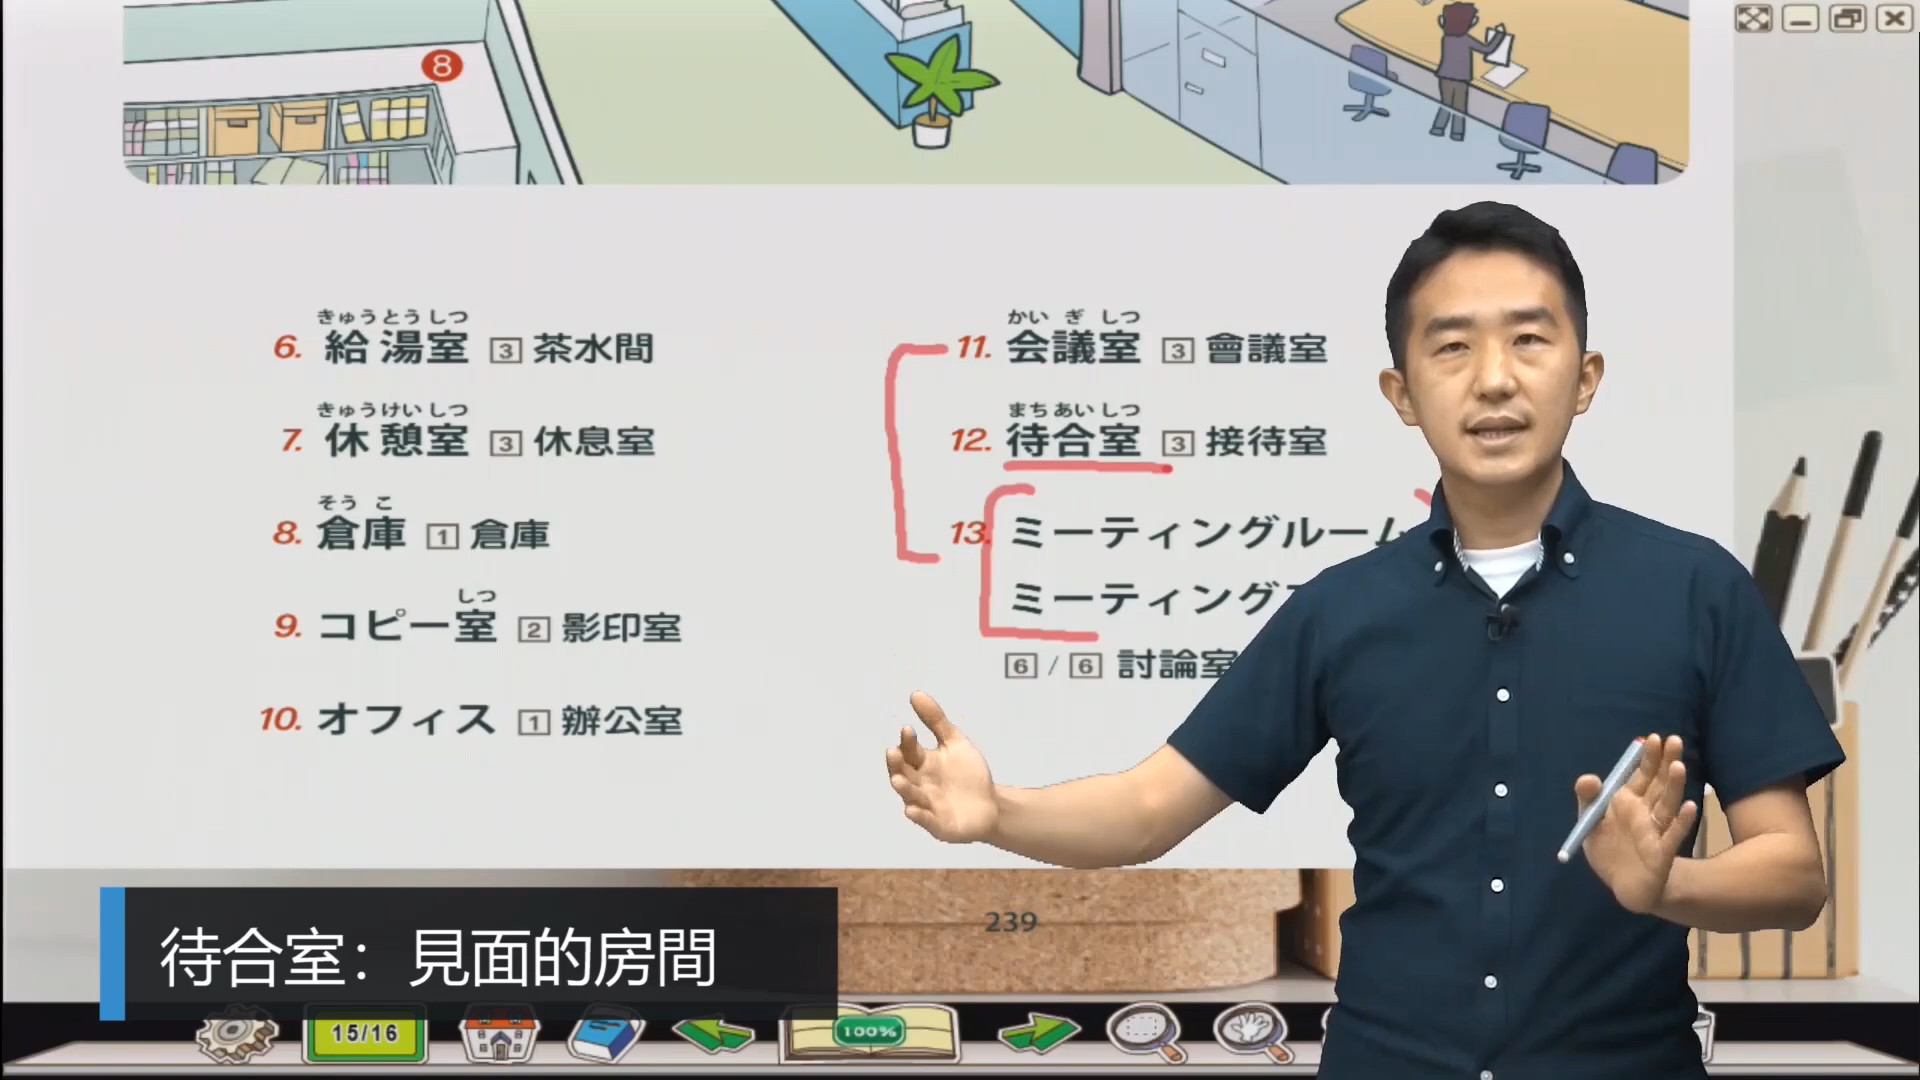 8
きゅうとうしつ
6. 給湯室 3 茶水間
きゅうけいしつ
7. 休憩室 3 休息室
そうこ
8. 倉庫 1 倉庫
しつ
9. コピー室 2 影印室
10. オフィス 1 辦公室
かいぎしつ
11. 会議室 3 會議室
まちあいしつ
12. 待合室 3 接待室
13. ミーティングルーム
ミーティング
6 / 6 討論室
239
待合室：見面的房間
15/16
100%